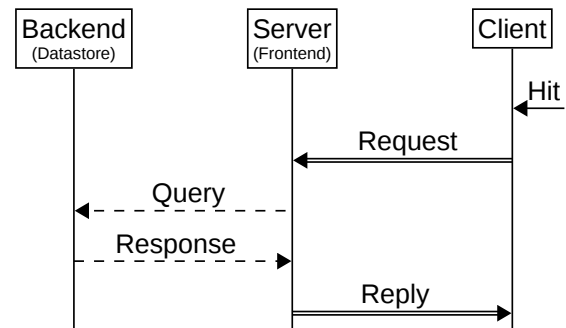 Backend
(Datastore)
Server
(Frontend)
Client
Hit
Request
Query
Response
Reply